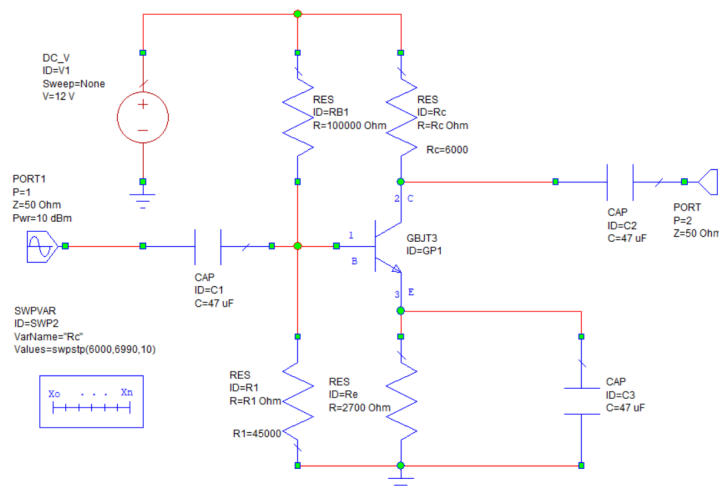 DC_V
ID=V1
Sweep=None
V=12 V
RES
ID=RB1
R=100000 Ohm
RES
ID=Rc
R=Rc Ohm
Rc=6000
PORT1
P=1
Z=50 Ohm
Pwr=10 dBm
2 C
1
B
GBJT3
ID=GP1
3 E
CAP
ID=C2
C=47 uF
PORT
P=2
Z=50 Ohm
CAP
ID=C1
C=47 uF
SWPVAR
ID=SWP2
VarName="Rc"
Values=swpstp(6000,6990,10)
Xo . . . Xn
RES
ID=R1
R=R1 Ohm
R1=45000
RES
ID=Re
R=2700 Ohm
CAP
ID=C3
C=47 uF